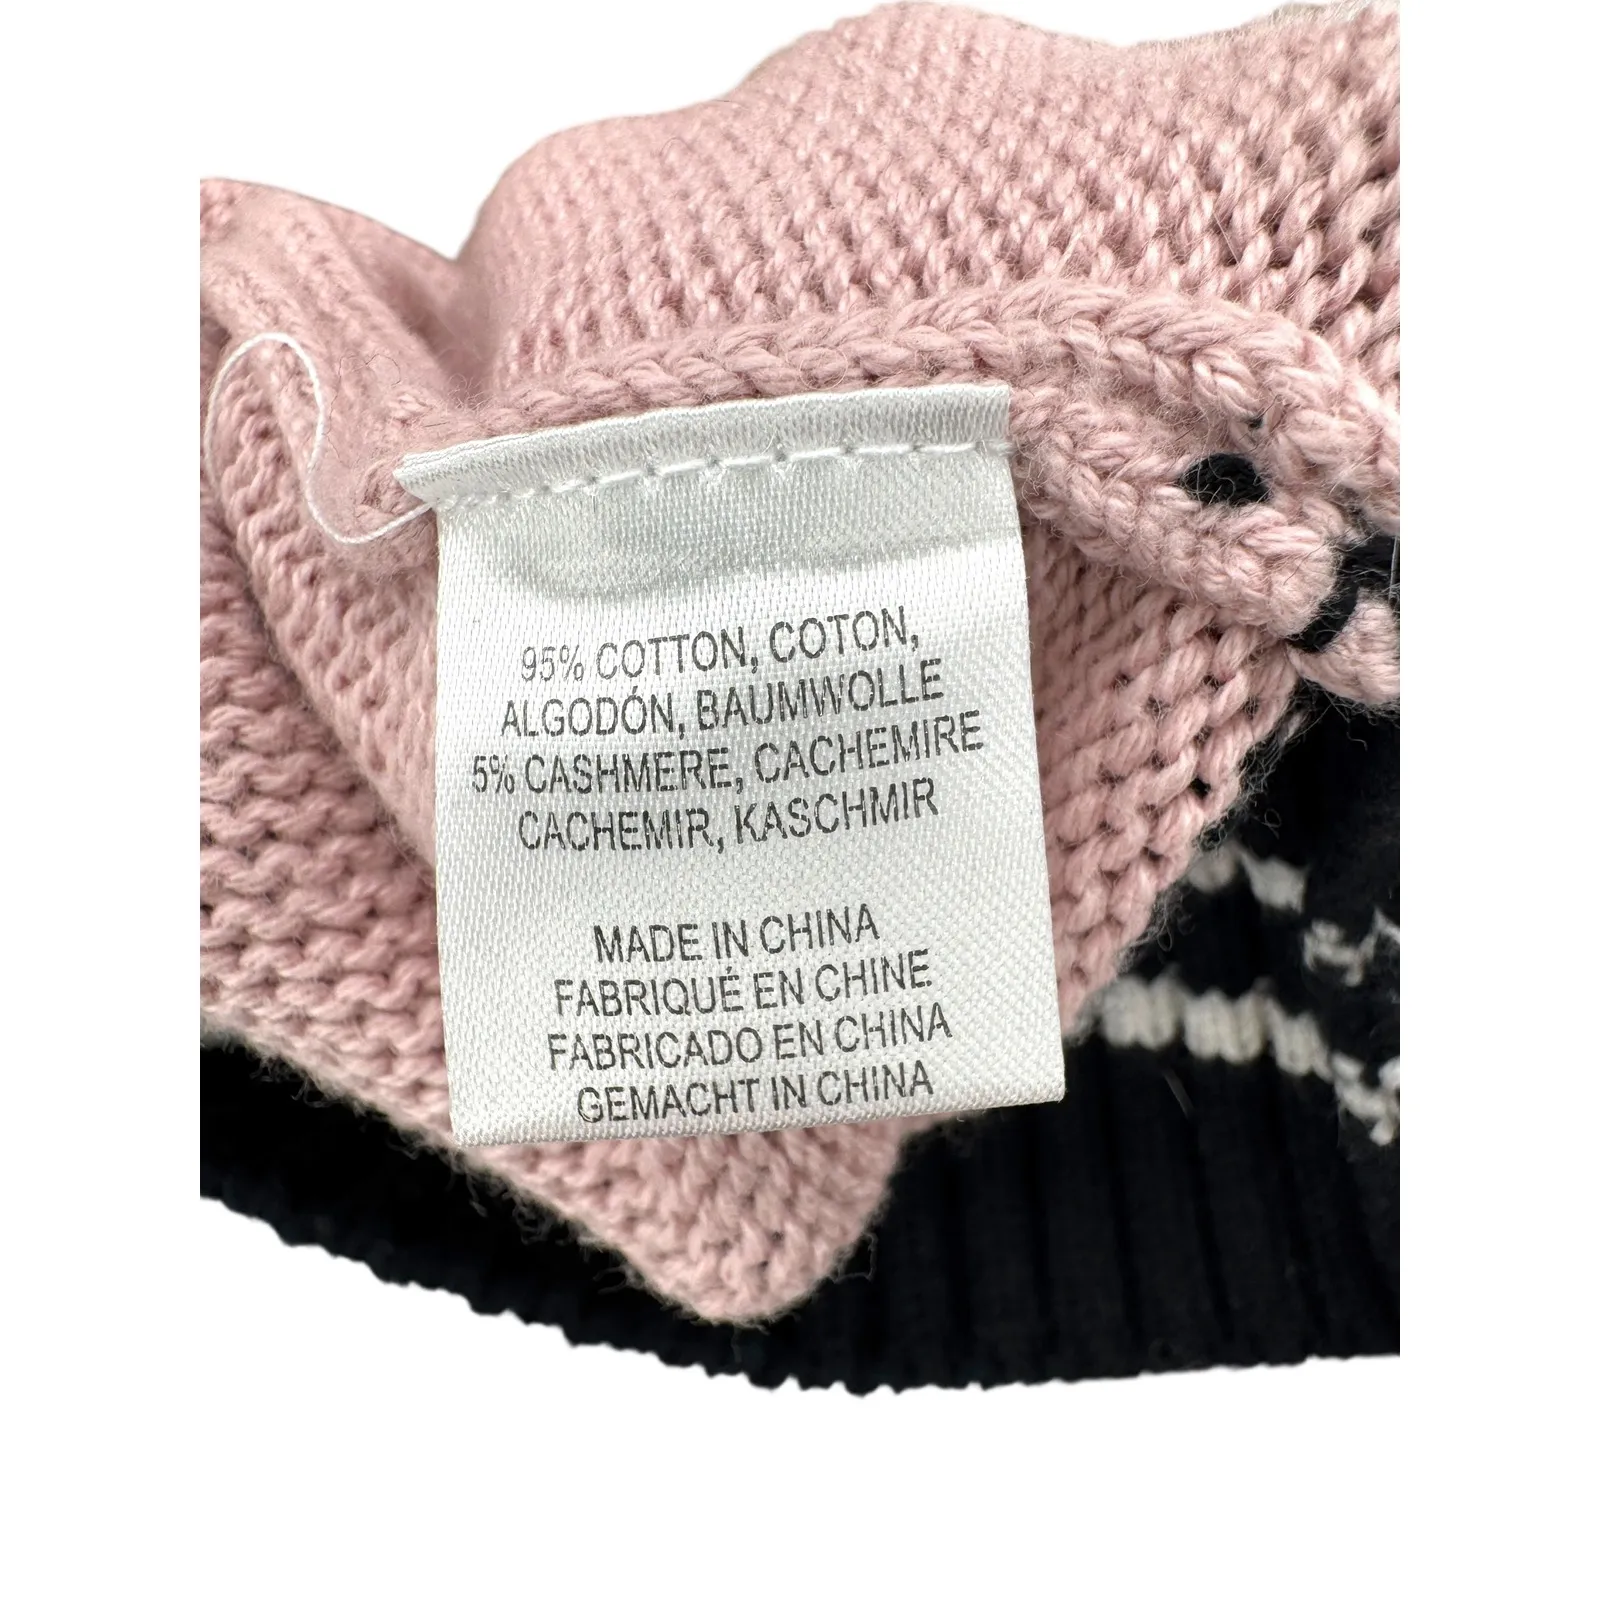 95% COTTON, COTON,
ALGODÓN, BAUMWOLLE
5% CASHMERE, CACHEMIRE
CACHEMIR, KASCHMIR
MADE IN CHINA
FABRIQUÉ EN CHINE
FABRICADO EN CHINA
GEMACHT IN CHINA